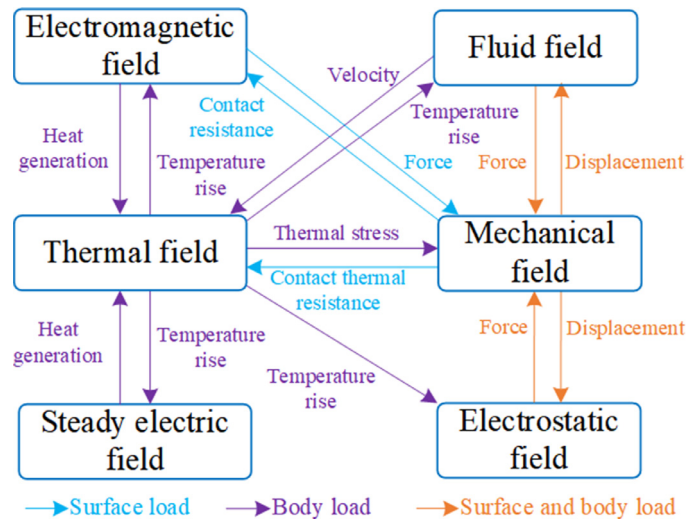 Electromagnetic
field
Fluid field
Velocity
Contact
resistance
Heat
generation
Temperature
rise
Temperature
rise
Force
Force
Displacement
Thermal field
Thermal stress
Mechanical
field
Contact thermal
resistance
Heat
generation
Temperature
rise
Temperature
rise
Force
Displacement
Steady electric
field
Electrostatic
field
Surface load
Body load
Surface and body load